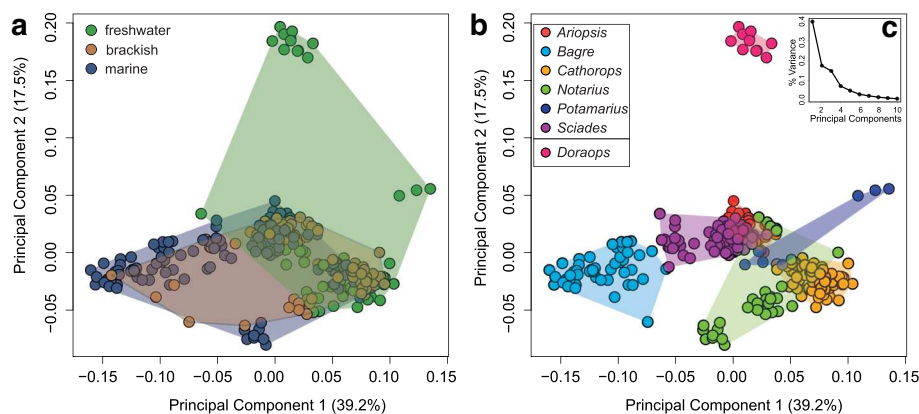 a
freshwater
brackish
marine
Principal Component 2 (17.5%)
0.20
0.15
0.10
0.05
0.00
−0.05
−0.15 −0.10 −0.05 0.00 0.05 0.10 0.15
Principal Component 1 (39.2%)
b
Ariopsis
Bagre
Cathorops
Notarius
Potamarius
Sciades
Doraops
Principal Component 2 (17.5%)
0.20
0.15
0.10
0.05
0.00
−0.05
−0.15 −0.10 −0.05 0.00 0.05 0.10 0.15
Principal Component 1 (39.2%)
c
% Variance
0.4
0.3
0.2
0.1
0.0
2 4 6 8 10
Principal Components